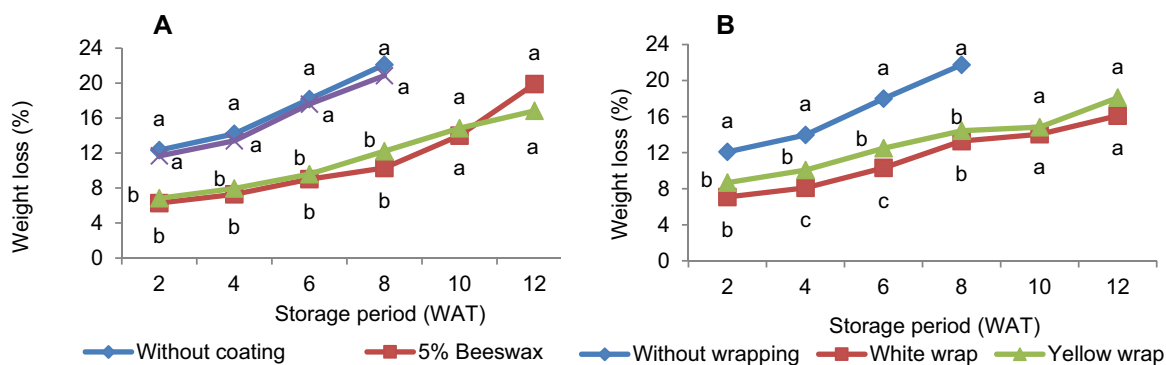 A
Weight loss (%)
24
20
16
12
8
4
0
a
a
a
a
a
a
a
a
a
a
b
b
b
b
b
b
b
b
a
a
2 4 6 8 10 12
Storage period (WAT)
Without coating 5% Beeswax
B
Weight loss (%)
24
20
16
12
8
4
0
a
a
a
a
a
a
b
b
b
b
b
c
c
b
a
a
2 4 6 8 10 12
Storage period (WAT)
Without wrapping White wrap Yellow wrap